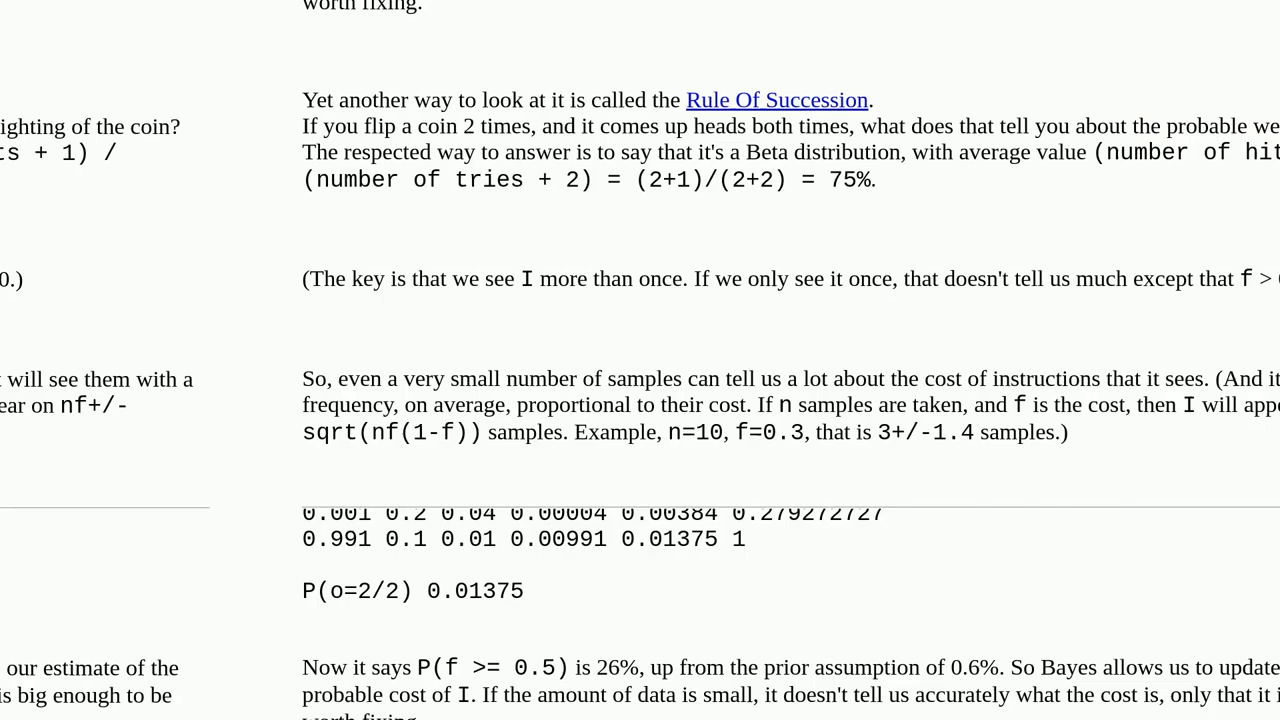 ighting of the coin?
ts + 1) /
0.)
will see them with a
ear on nf+/-
our estimate of the
is big enough to be
worth fixing.
Yet another way to look at it is called the Rule Of Succession.
If you flip a coin 2 times, and it comes up heads both times, what does that tell you about the probable we
The respected way to answer is to say that it's a Beta distribution, with average value (number of hit
(number of tries + 2) = (2+1)/(2+2) = 75%.
(The key is that we see I more than once. If we only see it once, that doesn't tell us much except that f >
So, even a very small number of samples can tell us a lot about the cost of instructions that it sees. (And it
frequency, on average, proportional to their cost. If n samples are taken, and f is the cost, then I will appe
sqrt(nf(1-f)) samples. Example, n=10, f=0.3, that is 3+/-1.4 samples.)
0.001 0.2 0.04 0.00004 0.00384 0.279272727
0.991 0.1 0.01 0.00991 0.01375 1
P(o=2/2) 0.01375
Now it says P(f >= 0.5) is 26%, up from the prior assumption of 0.6%. So Bayes allows us to update
probable cost of I. If the amount of data is small, it doesn't tell us accurately what the cost is, only that it i
worth fixing.